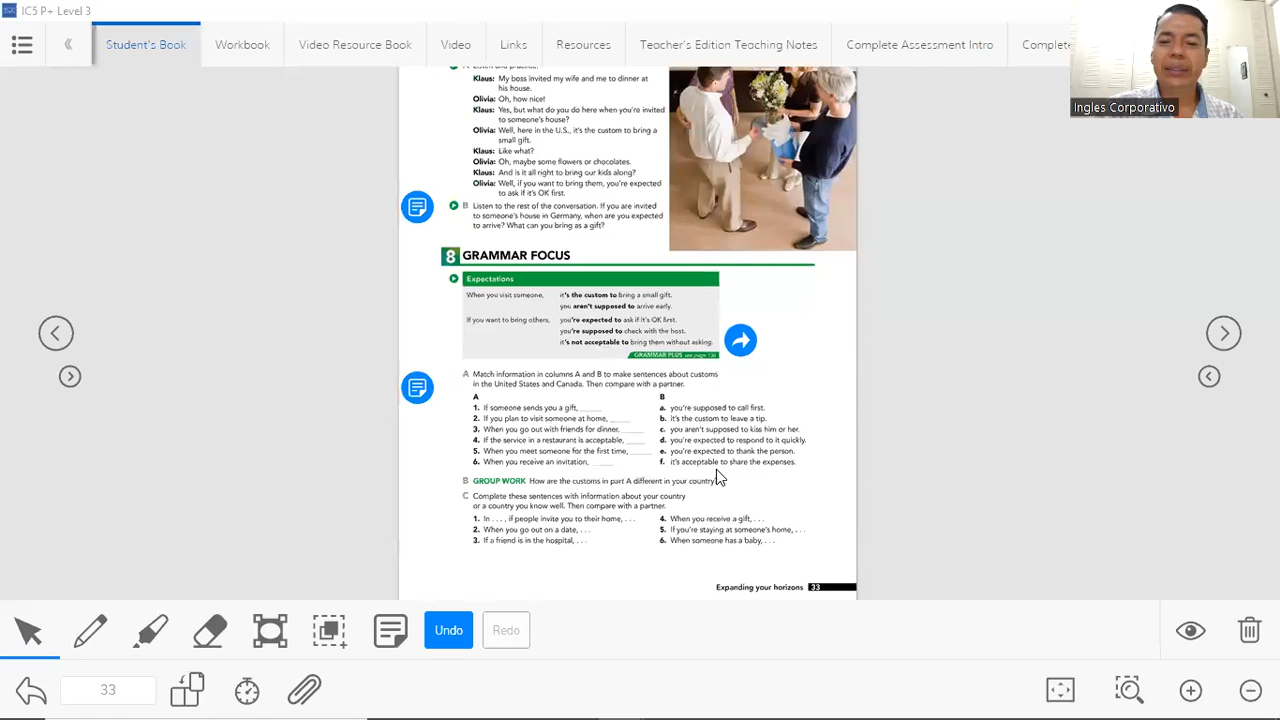 IC5 P+ Level 3
Student's Book
Workbook
Video Resource Book
Video
Links
Resources
Teacher's Edition Teaching Notes
Complete Assessment Intro
Complete
Ingles Corporativo
A Listen and practice.
Klaus: My boss invited my wife and me to dinner at
his house.
Olivia: Oh, how nice!
Klaus: Yes, but what do you do here when you're invited
to someone's house?
Olivia: Well, here in the U.S., it's the custom to bring a
small gift.
Klaus: Like what?
Olivia: Oh, maybe some flowers or chocolates.
Klaus: And is it all right to bring our kids along?
Olivia: Well, if you want to bring them, you're expected
to ask if it's OK first.
B Listen to the rest of the conversation. If you are invited
to someone's house in Germany, when are you expected
to arrive? What can you bring as a gift?
8 GRAMMAR FOCUS
Expectations
When you visit someone, it's the custom to bring a small gift.
you aren't supposed to arrive early.
If you want to bring others, you're expected to ask if it's OK first.
you're supposed to check with the host.
it's not acceptable to bring them without asking.
GRAMMAR PLUS see page 136
A Match information in columns A and B to make sentences about customs
in the United States and Canada. Then compare with a partner.
A
1. If someone sends you a gift, _____
2. If you plan to visit someone at home, _____
3. When you go out with friends for dinner, _____
4. If the service in a restaurant is acceptable, _____
5. When you meet someone for the first time, _____
6. When you receive an invitation, _____
B
a. you're supposed to call first.
b. it's the custom to leave a tip.
c. you aren't supposed to kiss him or her.
d. you're expected to respond to it quickly.
e. you're expected to thank the person.
f. it's acceptable to share the expenses.
B GROUP WORK How are the customs in part A different in your country
C Complete these sentences with information about your country
or a country you know well. Then compare with a partner.
1. In . . . , if people invite you to their home, . . .
2. When you go out on a date, . . .
3. If a friend is in the hospital, . . .
4. When you receive a gift, . . .
5. If you're staying at someone's home, . . .
6. When someone has a baby, . . .
Expanding your horizons 33
Undo
Redo
33